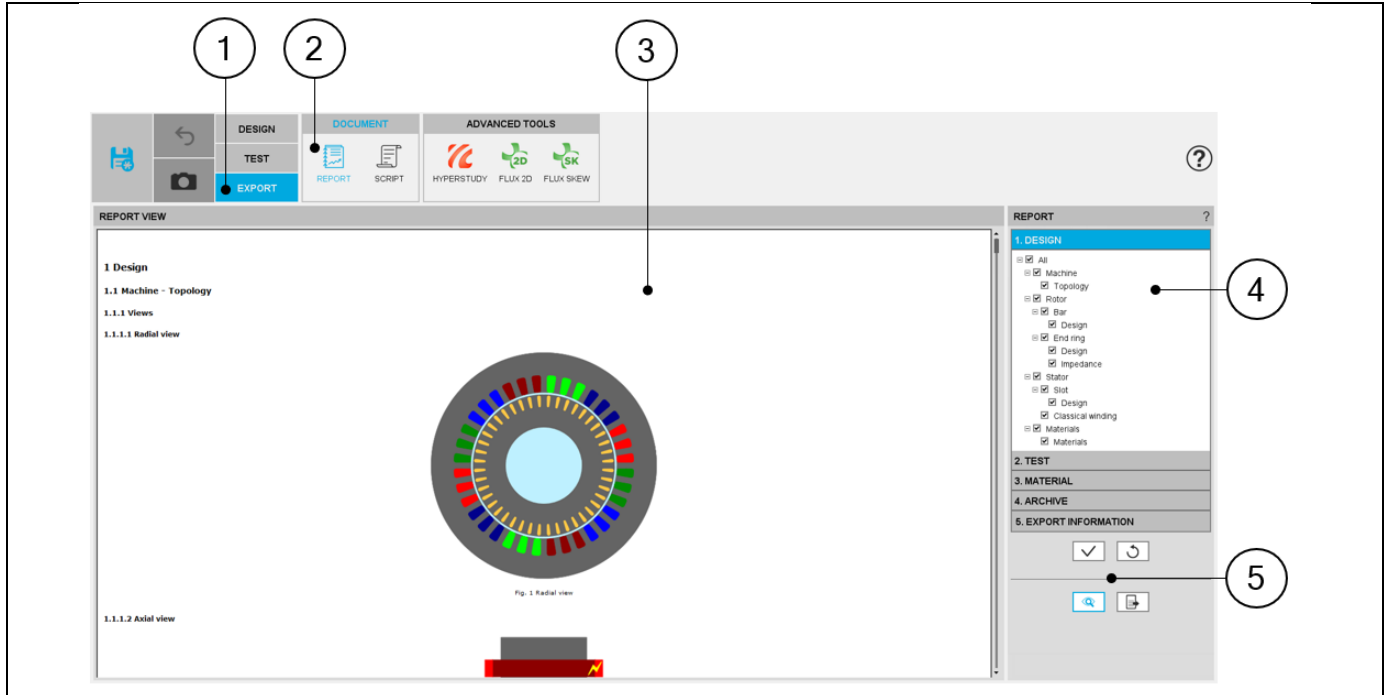 1
2
3
DESIGN
DOCUMENT
ADVANCED TOOLS
TEST
2D
SK
?
EXPORT
REPORT
SCRIPT
HYPERSTUDY
FLUX 2D
FLUX SKEW
REPORT VIEW
REPORT
?
1. DESIGN
All
1 Design
Machine
1.1 Machine - Topology
Topology
4
Rotor
1.1.1 Views
Bar
Design
1.1.1.1 Radial view
End ring
Design
Impedance
Stator
Slot
Design
Classical winding
Materials
Materials
2. TEST
3. MATERIAL
4. ARCHIVE
5. EXPORT INFORMATION
5
Fig. 1 Radial view
1.1.1.2 Axial view